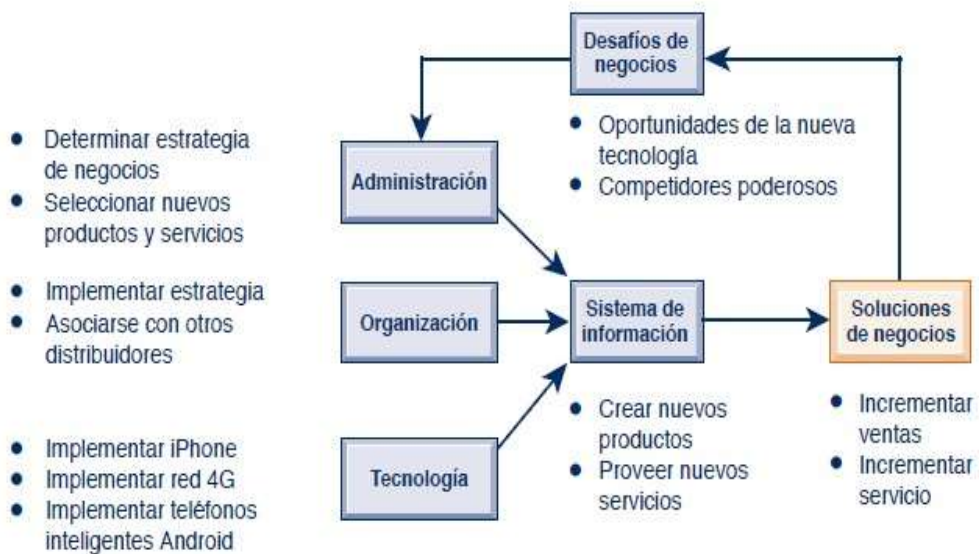 Desafíos de
negocios
Oportunidades de la nueva
tecnología
Competidores poderosos
Determinar estrategia
de negocios
Seleccionar nuevos
productos y servicios
Administración
Implementar estrategia
Asociarse con otros
distribuidores
Organización
Sistema de
información
Soluciones
de negocios
Implementar iPhone
Implementar red 4G
Implementar teléfonos
inteligentes Android
Tecnología
Crear nuevos
productos
Proveer nuevos
servicios
Incrementar
ventas
Incrementar
servicio